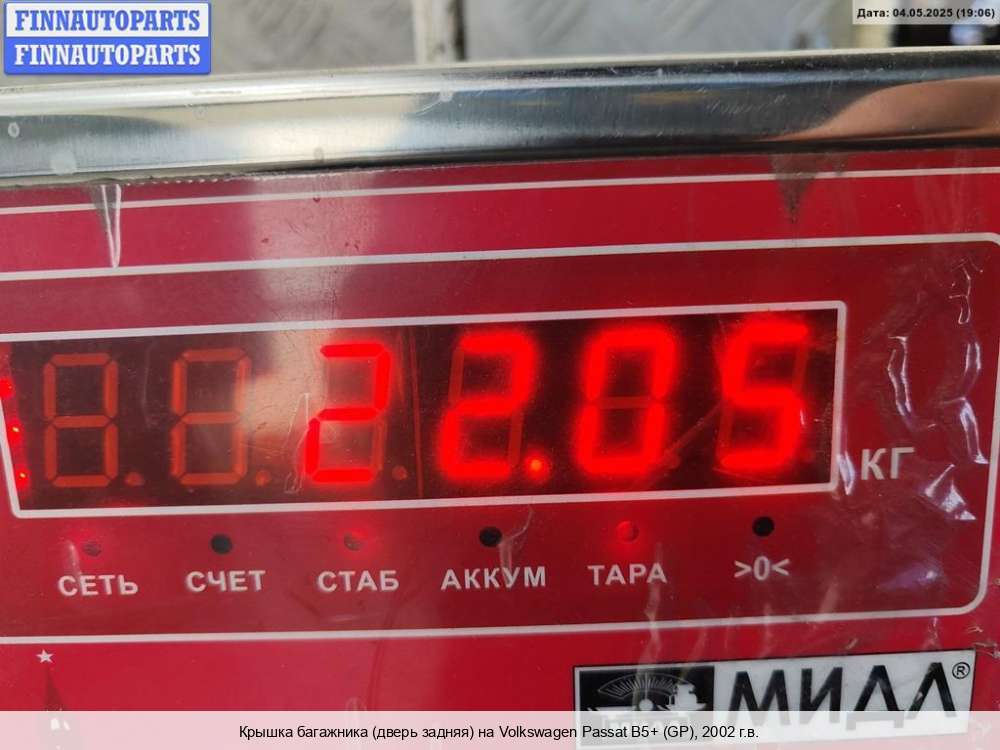 FINNAUTOPARTS
FINNAUTOPARTS
Дата: 04.05.2025 (19:06)
22.05
КГ
СЕТЬ СЧЕТ СТАБ АККУМ ТАРА >0<
МИДЛ®
Крышка багажника (дверь задняя) на Volkswagen Passat B5+ (GP), 2002 г.в.